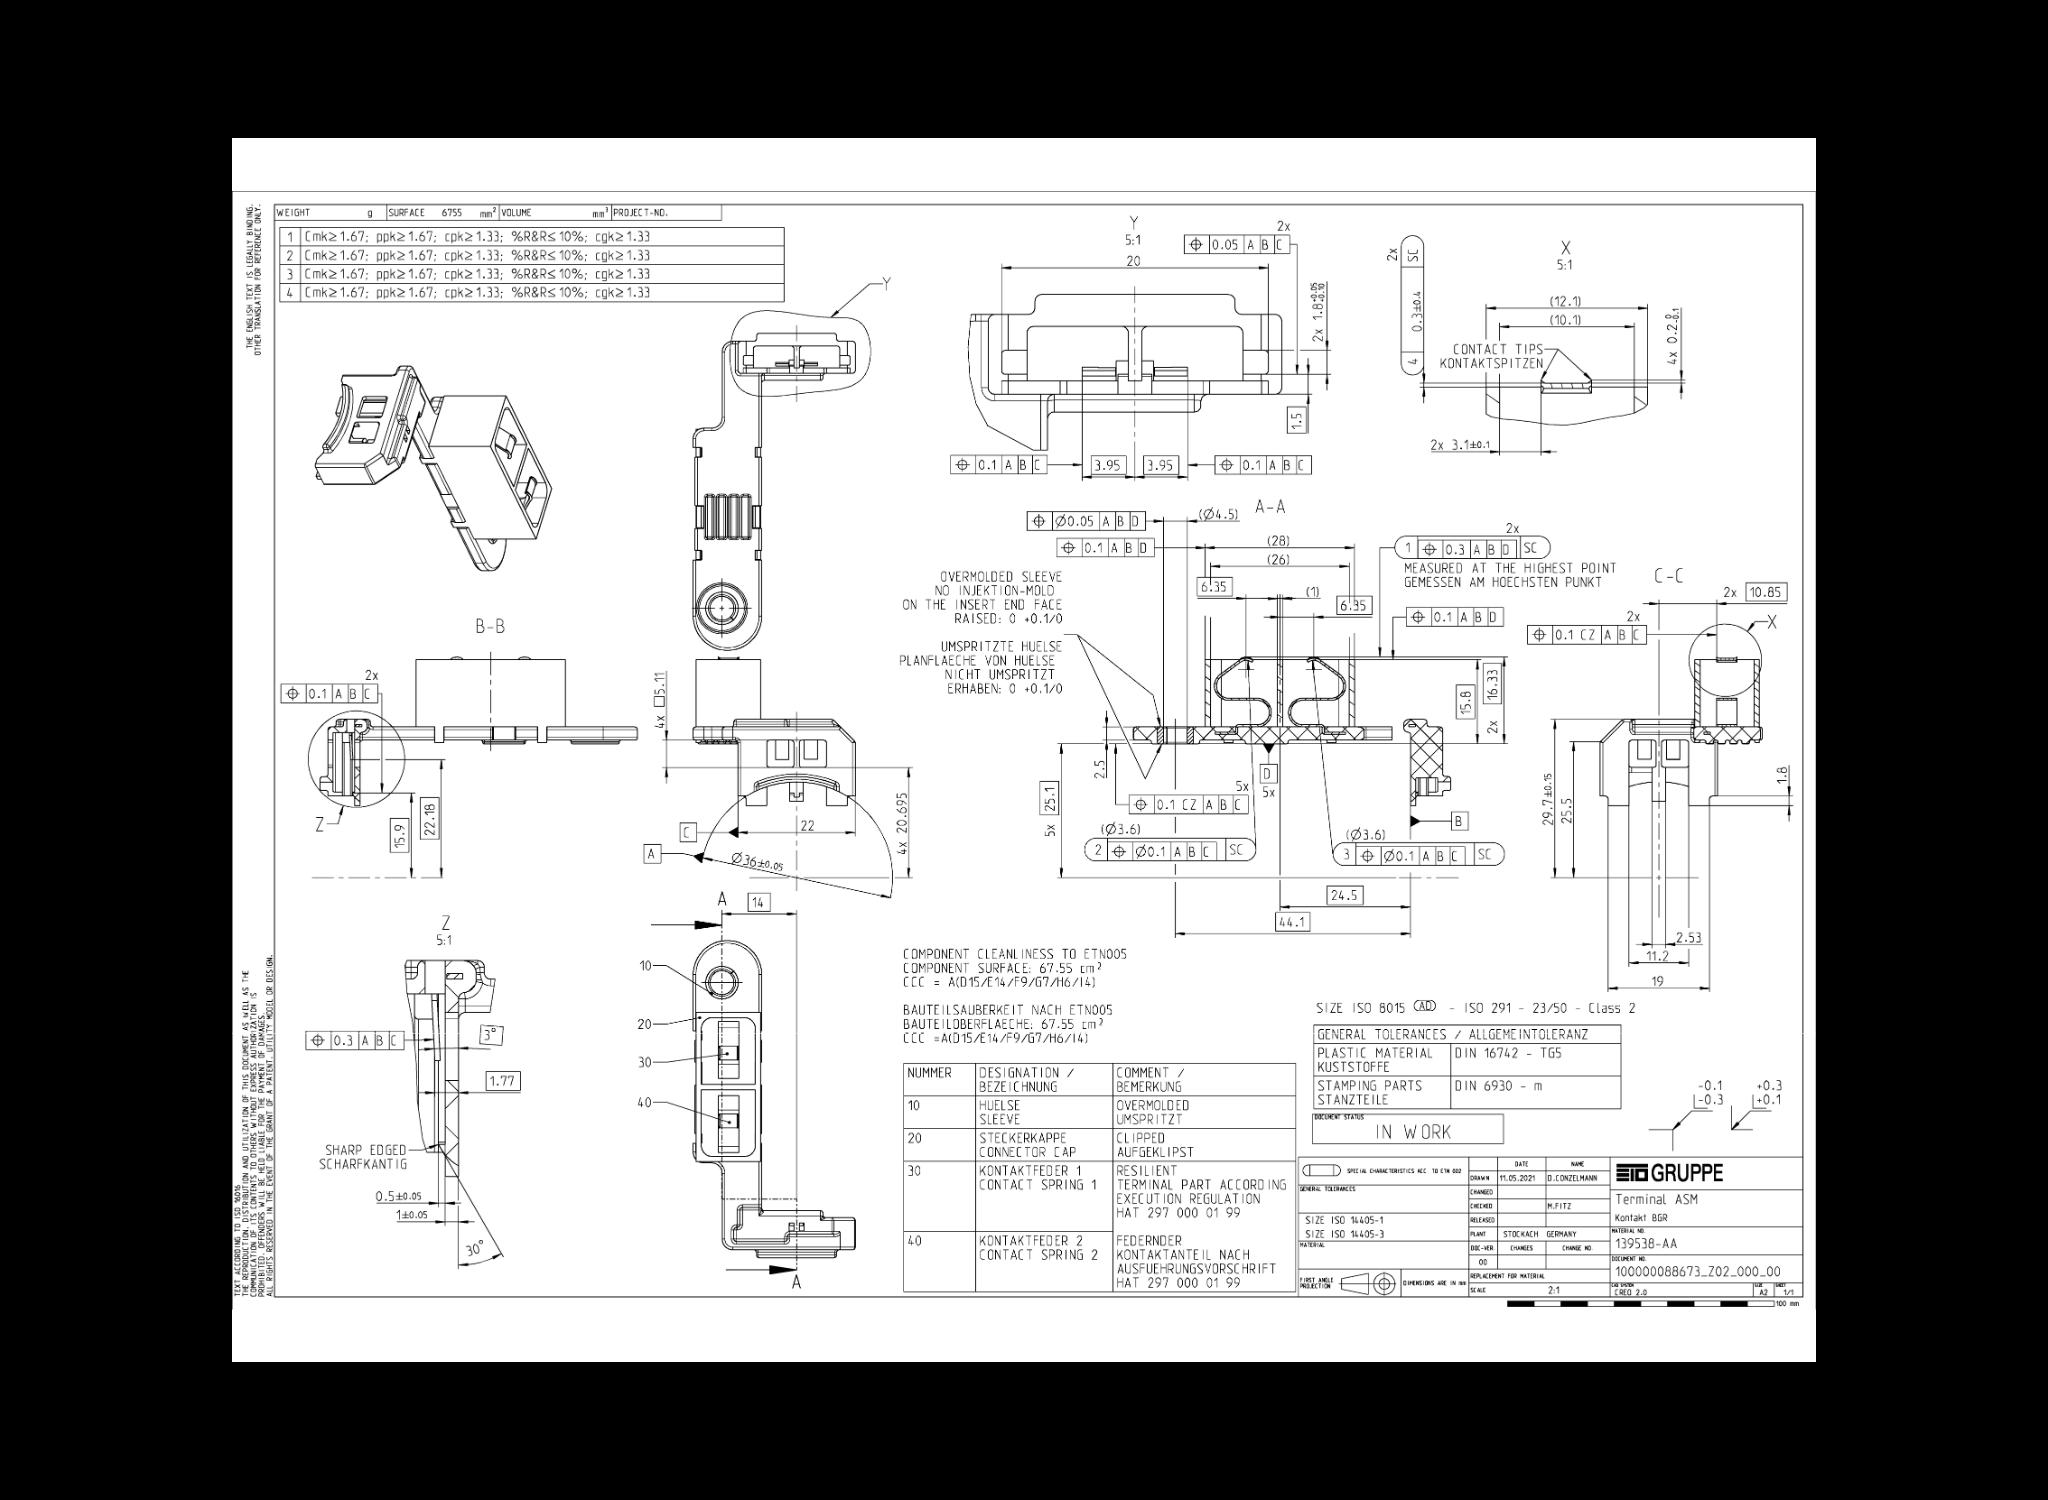 THE ENGLISH TEXT IS LEGALLY BINDING.
OTHER TRANSLATION FOR REFERENCE ONLY.
WEIGHT g SURFACE 6755 mm² VOLUME mm³ PROJECT-NO.
1 Cmk≥1.67; ppk≥1.67; cpk≥1.33; %R&R≤10%; cgk≥1.33
2 Cmk≥1.67; ppk≥1.67; cpk≥1.33; %R&R≤10%; cgk≥1.33
3 Cmk≥1.67; ppk≥1.67; cpk≥1.33; %R&R≤10%; cgk≥1.33
4 Cmk≥1.67; ppk≥1.67; cpk≥1.33; %R&R≤10%; cgk≥1.33
Y
Y
5:1
2x
⌖ 0.05 A B C
20
2x 1.8 +0.05 -0.10
1.5
⌖ 0.1 A B C
3.95
3.95
⌖ 0.1 A B C
X
5:1
2x
4 0.3±0.4 SC
(12.1)
(10.1)
CONTACT TIPS
KONTAKTSPITZEN
4x 0.2 0 -0.1
2x 3.1±0.1
A-A
⌖ Ø0.05 A B D
(Ø4.5)
⌖ 0.1 A B D
(28)
(26)
6.35
(1)
6.35
2x
1 ⌖ 0.3 A B D SC
MEASURED AT THE HIGHEST POINT
GEMESSEN AM HOECHSTEN PUNKT
⌖ 0.1 A B D
OVERMOLDED SLEEVE
NO INJEKTION-MOLD
ON THE INSERT END FACE
RAISED: 0 +0.1/0
UMSPRITZTE HUELSE
PLANFLAECHE VON HUELSE
NICHT UMSPRITZT
ERHABEN: 0 +0.1/0
15.8
2x 16.33
2.5
5x 25.1
5x
⌖ 0.1 CZ A B C
D
5x
B
(Ø3.6)
2 ⌖ Ø0.1 A B C SC
(Ø3.6)
3 ⌖ Ø0.1 A B C SC
24.5
44.1
C-C
2x 10.85
2x
⌖ 0.1 CZ A B C
X
29.7±0.15
25.5
1.8
2.53
11.2
19
B-B
2x
⌖ 0.1 A B C
Z
15.9
22.18
4x □5.11
C
22
A
Ø36±0.05
4x 20.695
Z
5:1
⌖ 0.3 A B C
3°
1.77
SHARP EDGED
SCHARFKANTIG
0.5±0.05
1±0.05
30°
A
14
10
20
30
40
A
COMPONENT CLEANLINESS TO ETN005
COMPONENT SURFACE: 67.55 cm²
CCC = A(D15/E14/F9/G7/H6/I4)
BAUTEILSAUBERKEIT NACH ETN005
BAUTEILOBERFLAECHE: 67.55 cm²
CCC =A(D15/E14/F9/G7/H6/I4)
NUMMER DESIGNATION / COMMENT /
BEZEICHNUNG BEMERKUNG
10 HUELSE OVERMOLDED
SLEEVE UMSPRITZT
20 STECKERKAPPE CLIPPED
CONNECTOR CAP AUFGEKLIPST
30 KONTAKTFEDER 1 RESILIENT
CONTACT SPRING 1 TERMINAL PART ACCORDING
EXECUTION REGULATION
HAT 297 000 01 99
40 KONTAKTFEDER 2 FEDERNDER
CONTACT SPRING 2 KONTAKTANTEIL NACH
AUSFUEHRUNGSVORSCHRIFT
HAT 297 000 01 99
SIZE ISO 8015 AD - ISO 291 - 23/50 - Class 2
GENERAL TOLERANCES / ALLGEMEINTOLERANZ
PLASTIC MATERIAL DIN 16742 - TG5
KUSTSTOFFE
STAMPING PARTS DIN 6930 - m
STANZTEILE
DOCUMENT STATUS
IN WORK
-0.1
-0.3
+0.3
+0.1
SPECIAL CHARACTERISTICS ACC. TO ETN 002
GENERAL TOLERANCES
SIZE ISO 14405-1
SIZE ISO 14405-3
MATERIAL
FIRST ANGLE
PROJECTION
DIMENSIONS ARE IN mm
DATE NAME
DRAWN 11.05.2021 D.CONZELMANN
CHANGED
CHECKED M.FITZ
RELEASED
PLANT STOCKACH GERMANY
DOC-VER. CHANGES CHANGE NO.
00
REPLACEMENT FOR MATERIAL
SCALE 2:1
ETO GRUPPE
Terminal ASM
Kontakt BGR
MATERIAL NO.
139538-AA
DOCUMENT NO.
100000088673_Z02_000_00
CAD SYSTEM
CREO 2.0
SIZE
A2
SHEET
1/1
100 mm
TEXT ACCORDING TO ISO 16016
THE REPRODUCTION, DISTRIBUTION AND UTILIZATION OF THIS DOCUMENT AS WELL AS THE
COMMUNICATION OF ITS CONTENTS TO OTHERS WITHOUT EXPRESS AUTHORIZATION IS
PROHIBITED. OFFENDERS WILL BE HELD LIABLE FOR THE PAYMENT OF DAMAGES.
ALL RIGHTS RESERVED IN THE EVENT OF THE GRANT OF A PATENT, UTILITY MODEL OR DESIGN.